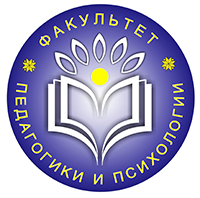 ФАКУЛЬТЕТ
ПЕДАГОГИКИ И ПСИХОЛОГИИ